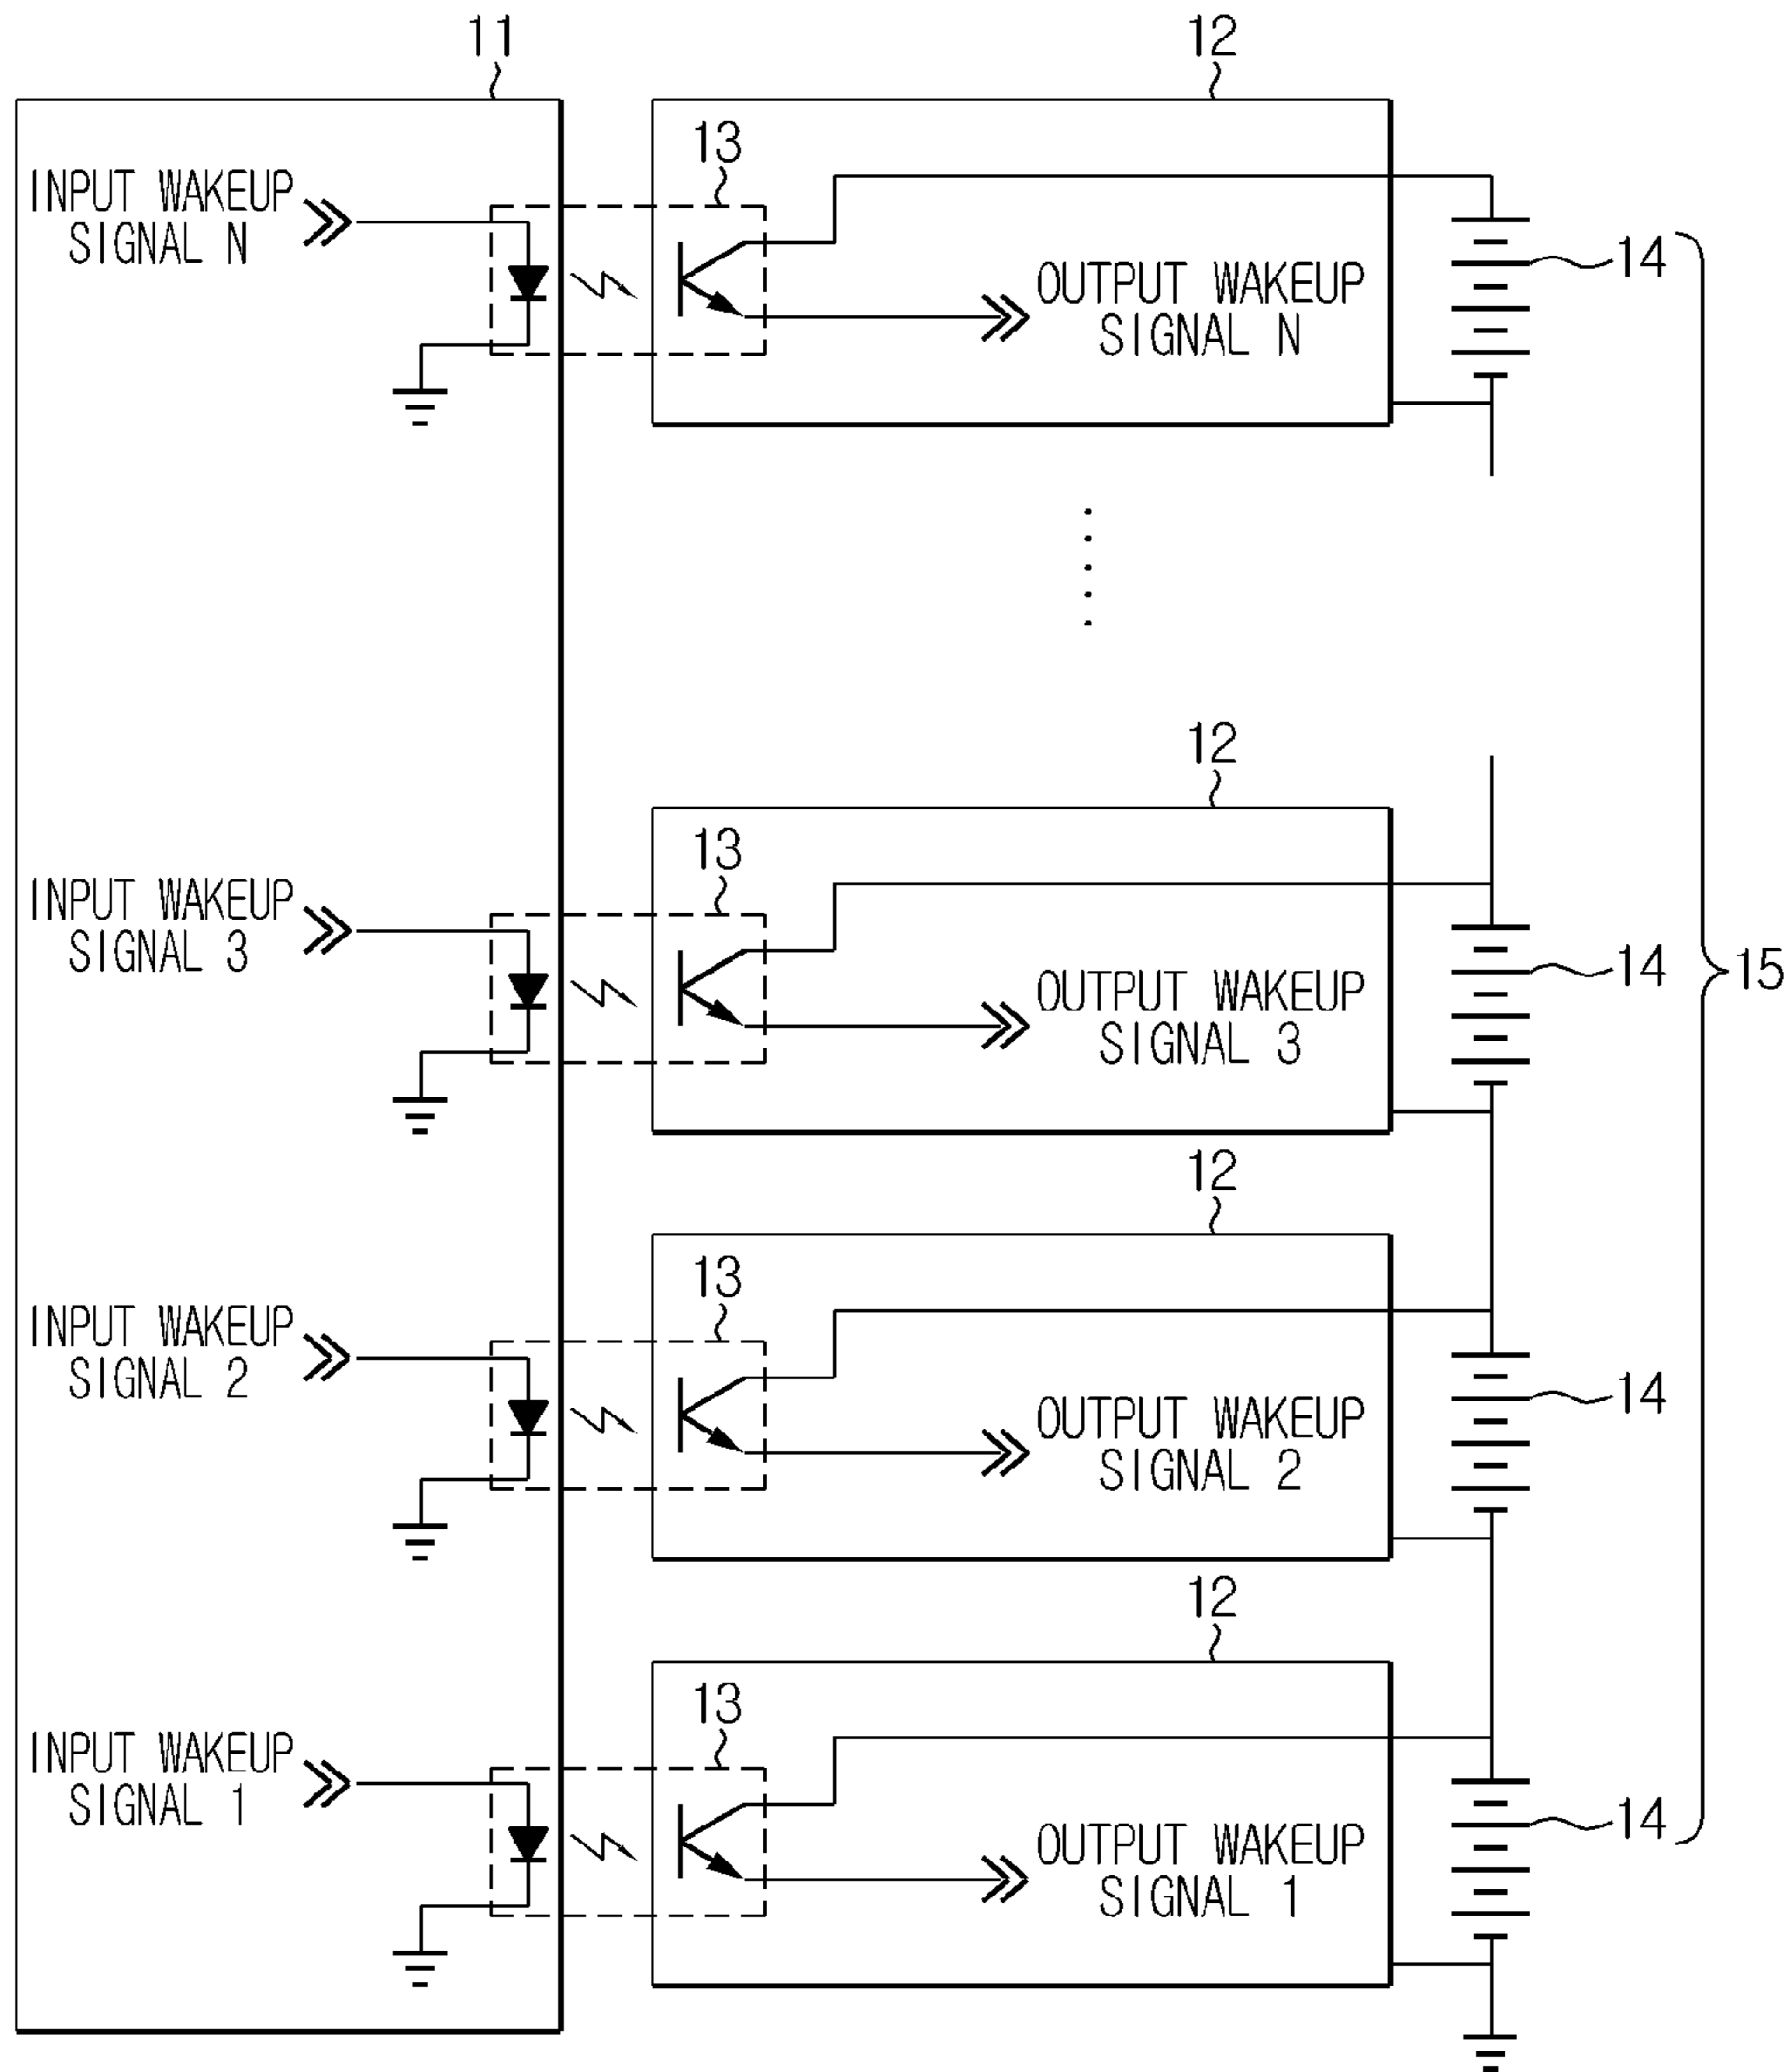 11
12
13
INPUT WAKEUP
SIGNAL N
OUTPUT WAKEUP
SIGNAL N
14
12
13
INPUT WAKEUP
SIGNAL 3
OUTPUT WAKEUP
SIGNAL 3
14
15
12
13
INPUT WAKEUP
SIGNAL 2
OUTPUT WAKEUP
SIGNAL 2
14
12
13
INPUT WAKEUP
SIGNAL 1
OUTPUT WAKEUP
SIGNAL 1
14